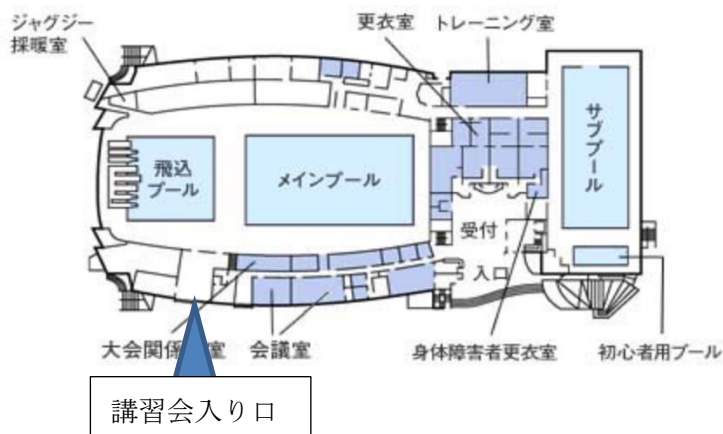 ジャグジー
採暖室
更衣室
トレーニング室
飛込
プール
メインプール
サブプール
受付
入口
大会関係
室
会議室
身体障害者更衣室
初心者用プール
講習会入り口